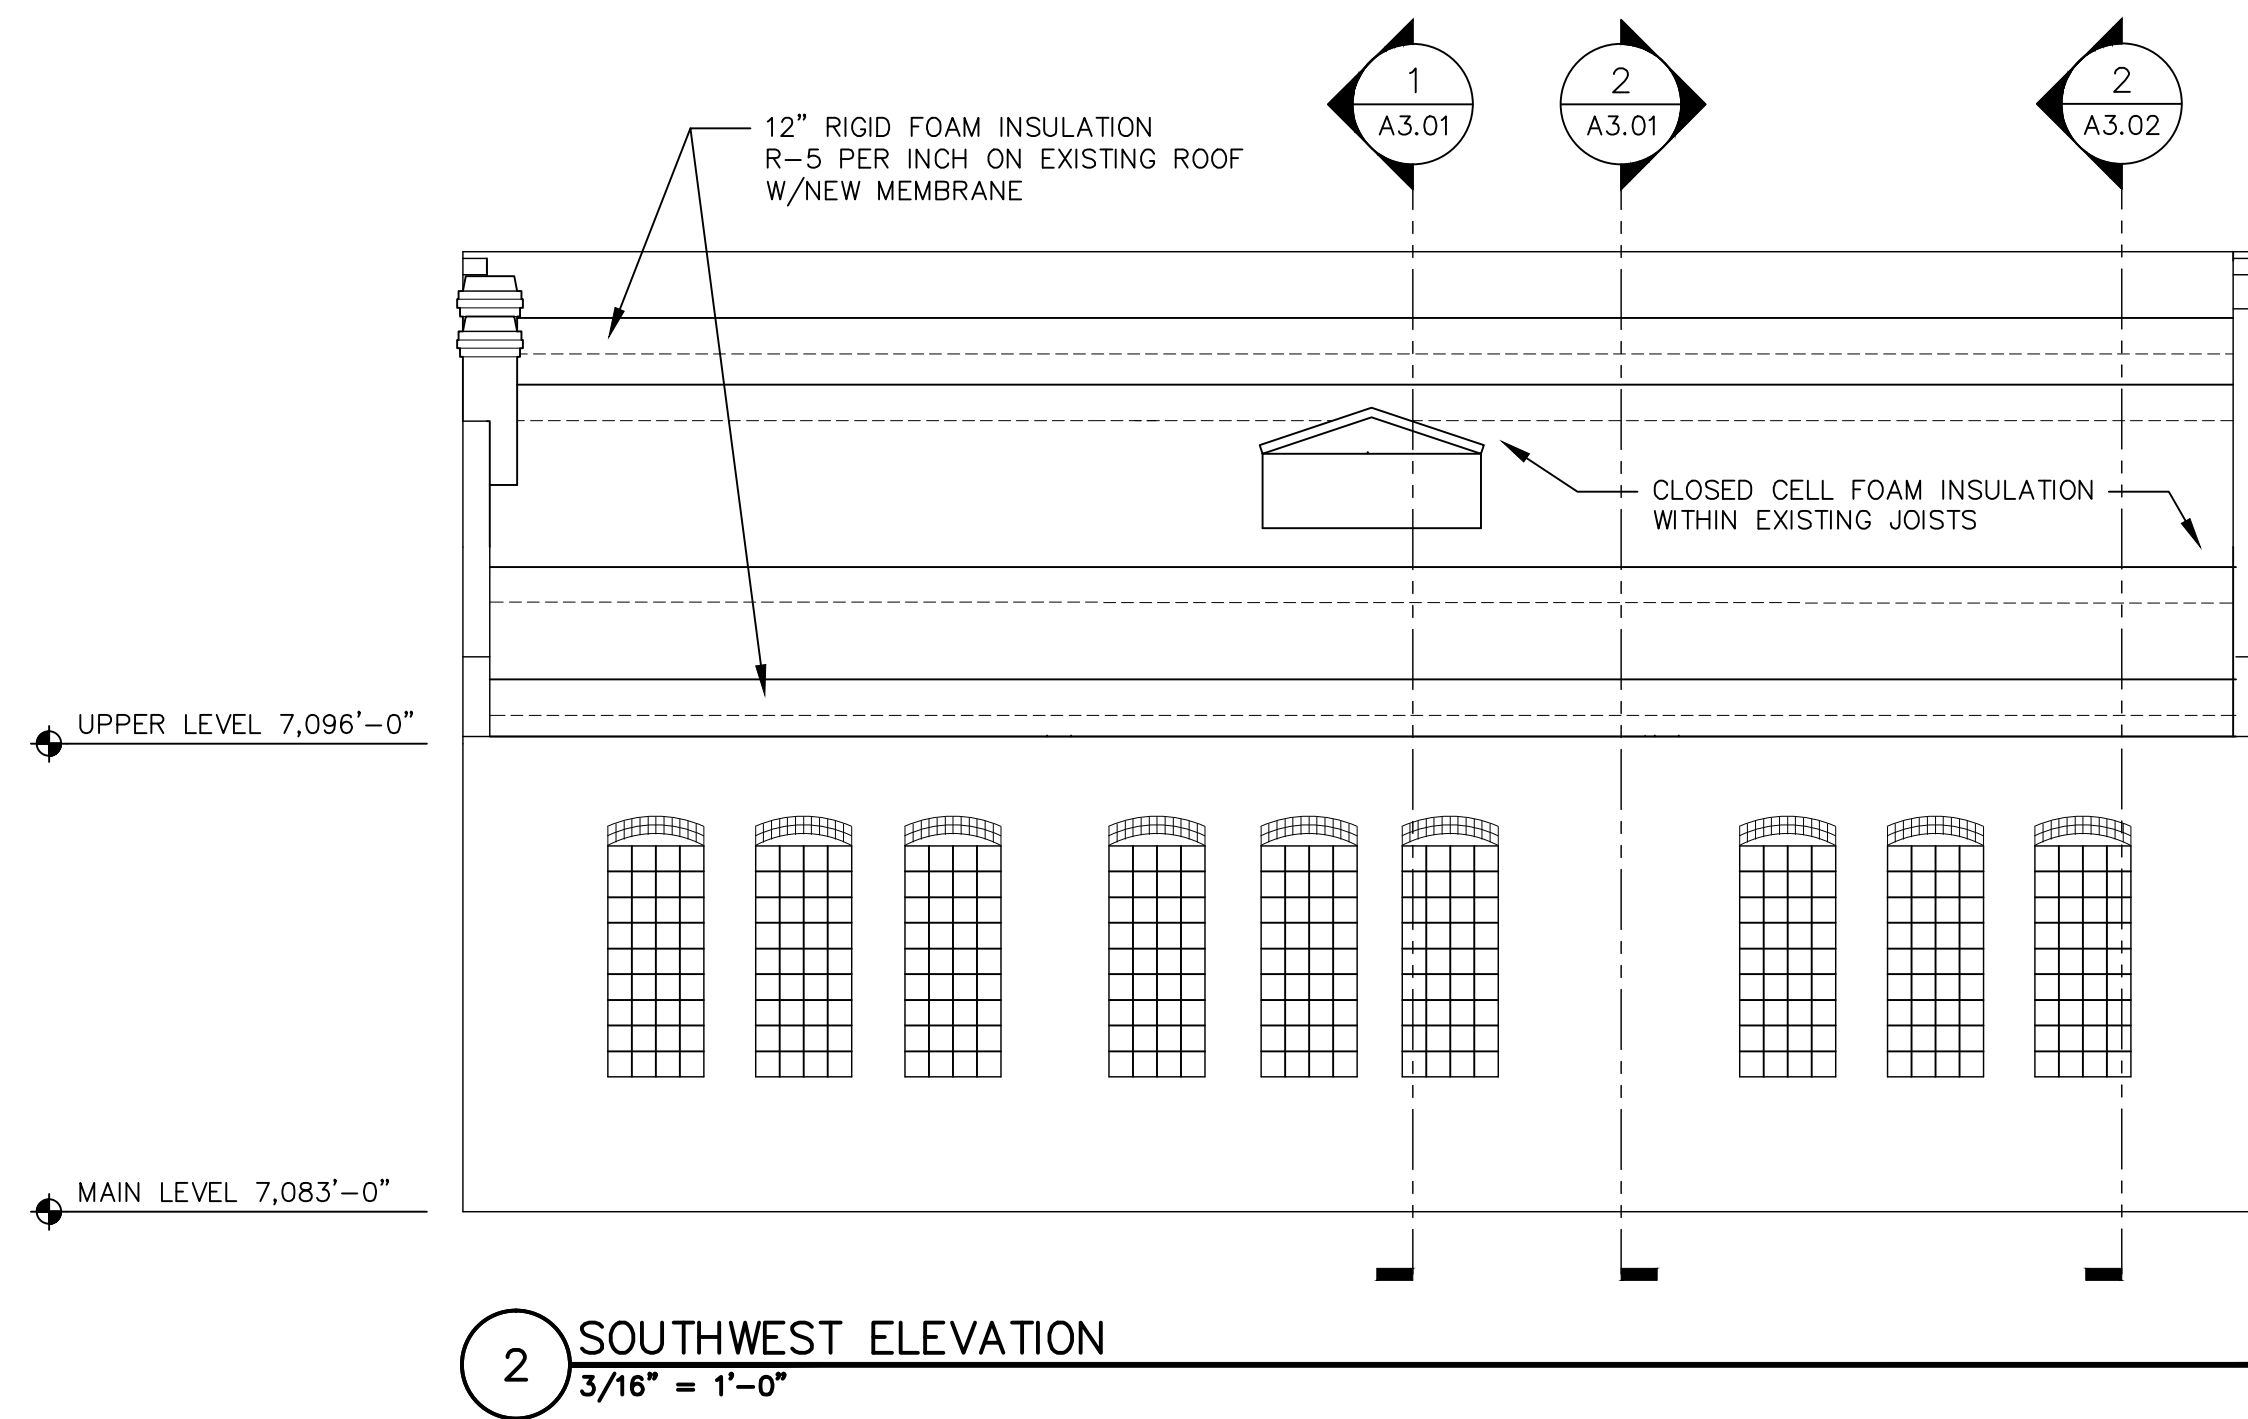 1
A3.01
2
A3.01
2
A3.02
12” RIGID FOAM INSULATION
R-5 PER INCH ON EXISTING ROOF
W/NEW MEMBRANE
CLOSED CELL FOAM INSULATION
WITHIN EXISTING JOISTS
UPPER LEVEL 7,096’-0”
MAIN LEVEL 7,083’-0”
2
SOUTHWEST ELEVATION
3/16” = 1’-0”